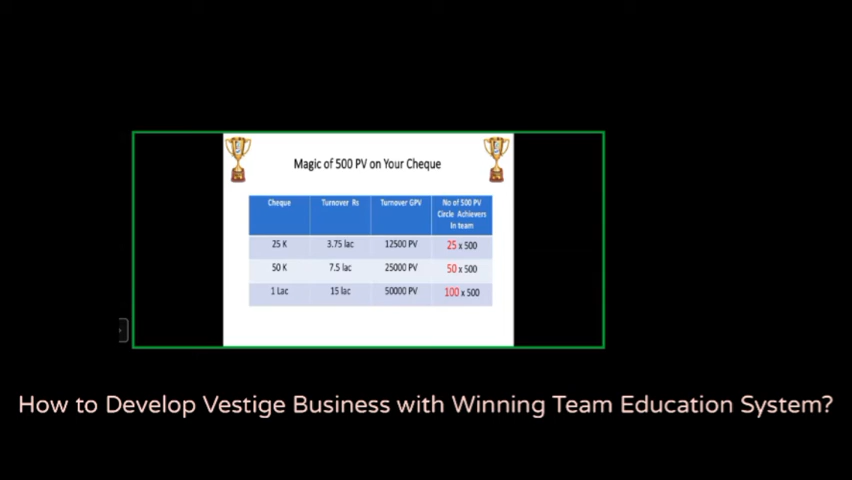 Magic of 500 PV on Your Cheque
Cheque Turnover Rs Turnover GPV No of 500 PV
Circle Achievers
In team
25 K 3.75 lac 12500 PV 25 x 500
50 K 7.5 lac 25000 PV 50 x 500
1 Lac 15 lac 50000 PV 100 x 500
How to Develop Vestige Business with Winning Team Education System?